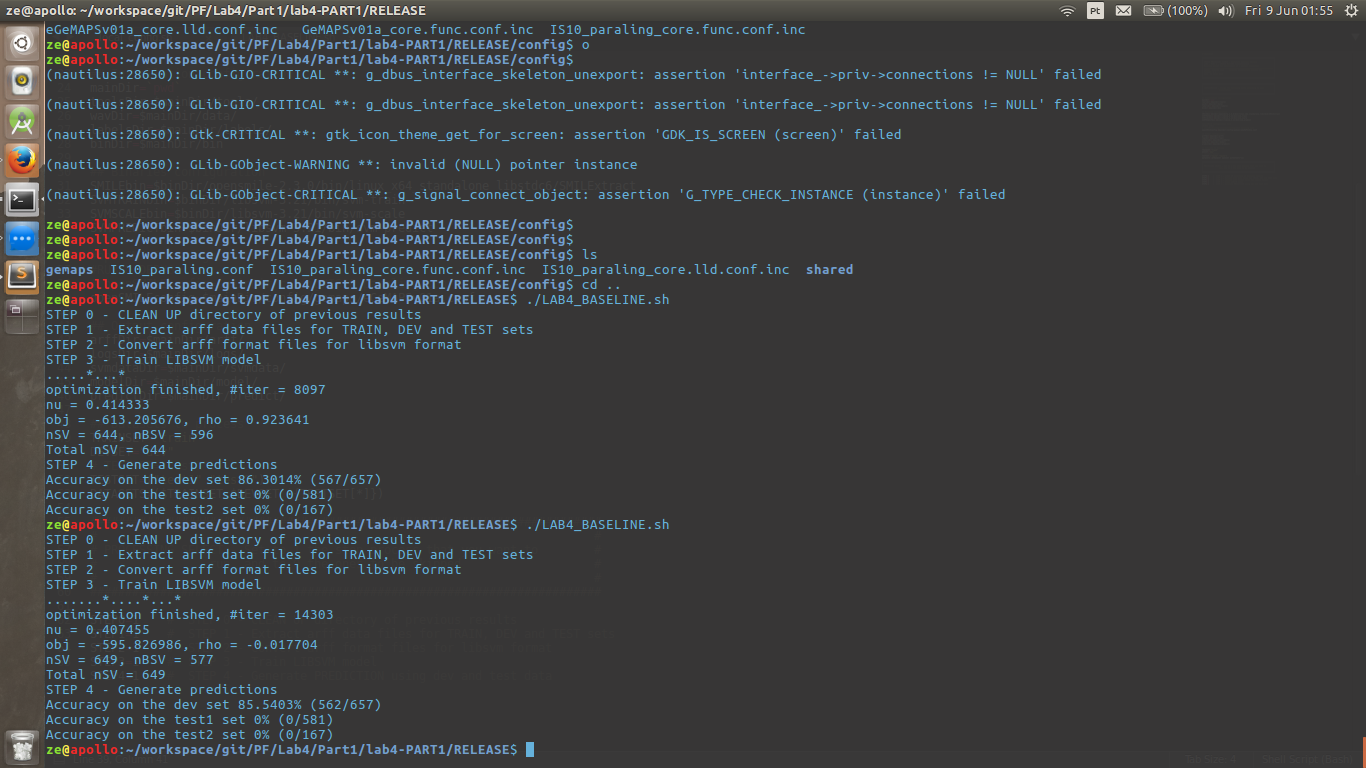 ze@apollo: ~/workspace/git/PF/Lab4/Part1/lab4-PART1/RELEASE
Pt
(100%)
Fri 9 Jun 01:55
eGeMAPSv01a_core.lld.conf.inc   GeMAPSv01a_core.func.conf.inc  IS10_paraling.func.conf.inc
ze@apollo:~/workspace/git/PF/Lab4/Part1/lab4-PART1/RELEASE/config$ o
ze@apollo:~/workspace/git/PF/Lab4/Part1/lab4-PART1/RELEASE/config$
(nautilus:28650): GLib-GIO-CRITICAL **: g_dbus_interface_skeleton_unexport: assertion 'interface_->priv->connections != NULL' failed
(nautilus:28650): GLib-GIO-CRITICAL **: g_dbus_interface_skeleton_unexport: assertion 'interface_->priv->connections != NULL' failed
(nautilus:28650): Gtk-CRITICAL **: gtk_icon_theme_get_for_screen: assertion 'GDK_IS_SCREEN (screen)' failed
(nautilus:28650): GLib-GObject-WARNING **: invalid (NULL) pointer instance
(nautilus:28650): GLib-GObject-CRITICAL **: g_signal_connect_object: assertion 'G_TYPE_CHECK_INSTANCE (instance)' failed
ze@apollo:~/workspace/git/PF/Lab4/Part1/lab4-PART1/RELEASE/config$
ze@apollo:~/workspace/git/PF/Lab4/Part1/lab4-PART1/RELEASE/config$
ze@apollo:~/workspace/git/PF/Lab4/Part1/lab4-PART1/RELEASE/config$ ls
gemaps  IS10_paraling.conf  IS10_paraling_core.func.conf.inc  IS10_paraling_core.lld.conf.inc  shared
ze@apollo:~/workspace/git/PF/Lab4/Part1/lab4-PART1/RELEASE/config$ cd ..
ze@apollo:~/workspace/git/PF/Lab4/Part1/lab4-PART1/RELEASE$ ./LAB4_BASELINE.sh
STEP 0 - CLEAN UP directory of previous results
STEP 1 - Extract arff data files for TRAIN, DEV and TEST sets
STEP 2 - Convert arff format files for libsvm format
STEP 3 - Train LIBSVM model
.....*...*
optimization finished, #iter = 8097
nu = 0.414333
obj = -613.205676, rho = 0.923641
nSV = 644, nBSV = 596
Total nSV = 644
STEP 4 - Generate predictions
Accuracy on the dev set 86.3014% (567/657)
Accuracy on the test1 set 0% (0/581)
Accuracy on the test2 set 0% (0/167)
ze@apollo:~/workspace/git/PF/Lab4/Part1/lab4-PART1/RELEASE$ ./LAB4_BASELINE.sh
STEP 0 - CLEAN UP directory of previous results
STEP 1 - Extract arff data files for TRAIN, DEV and TEST sets
STEP 2 - Convert arff format files for libsvm format
STEP 3 - Train LIBSVM model
.......*....*...*
optimization finished, #iter = 14303
nu = 0.407455
obj = -595.826986, rho = -0.017704
nSV = 649, nBSV = 577
Total nSV = 649
STEP 4 - Generate predictions
Accuracy on the dev set 85.5403% (562/657)
Accuracy on the test1 set 0% (0/581)
Accuracy on the test2 set 0% (0/167)
ze@apollo:~/workspace/git/PF/Lab4/Part1/lab4-PART1/RELEASE$